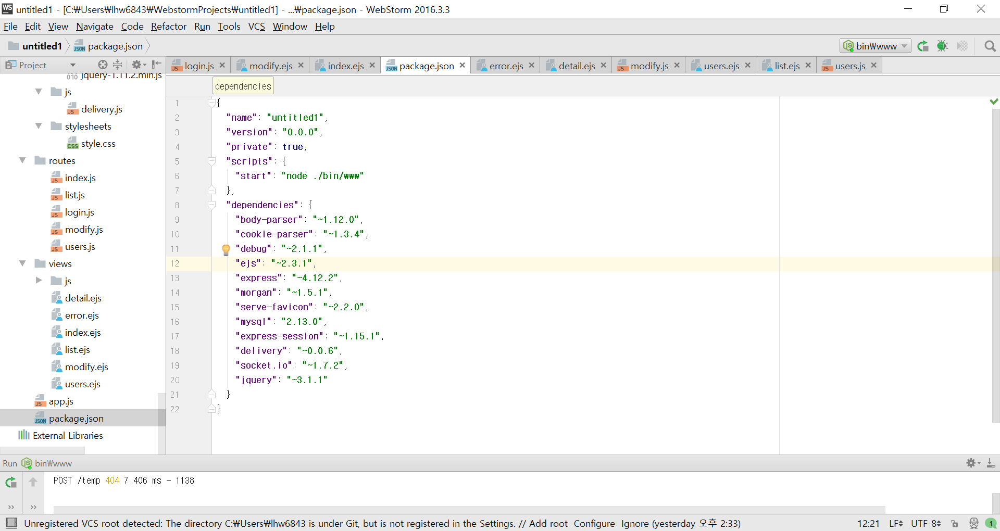 WS untitled1 - [C:₩Users₩lhw6843₩WebstormProjects₩untitled1] - ...₩package.json - WebStorm 2016.3.3
File Edit View Navigate Code Refactor Run Tools VCS Window Help
untitled1 package.json bin₩www
Project login.js modify.ejs index.ejs package.json error.ejs detail.ejs modify.js users.ejs list.ejs users.js
jquery-1.11.2.min.js
js
delivery.js
stylesheets
style.css
routes
index.js
list.js
login.js
modify.js
users.js
views
js
detail.ejs
error.ejs
index.ejs
list.ejs
modify.ejs
users.ejs
app.js
package.json
External Libraries
dependencies
1 {
2 "name": "untitled1",
3 "version": "0.0.0",
4 "private": true,
5 "scripts": {
6 "start": "node ./bin/www"
7 },
8 "dependencies": {
9 "body-parser": "~1.12.0",
10 "cookie-parser": "~1.3.4",
11 "debug": "~2.1.1",
12 "ejs": "~2.3.1",
13 "express": "~4.12.2",
14 "morgan": "~1.5.1",
15 "serve-favicon": "~2.2.0",
16 "mysql": "2.13.0",
17 "express-session": "~1.15.1",
18 "delivery": "~0.0.6",
19 "socket.io": "~1.7.2",
20 "jquery": "~3.1.1"
21 }
22 }
Run bin₩www
POST /temp 404 7.406 ms - 1138
Unregistered VCS root detected: The directory C:₩Users₩lhw6843 is under Git, but is not registered in the Settings. // Add root Configure Ignore (yesterday 오후 2:33) 12:21 LF UTF-8 1